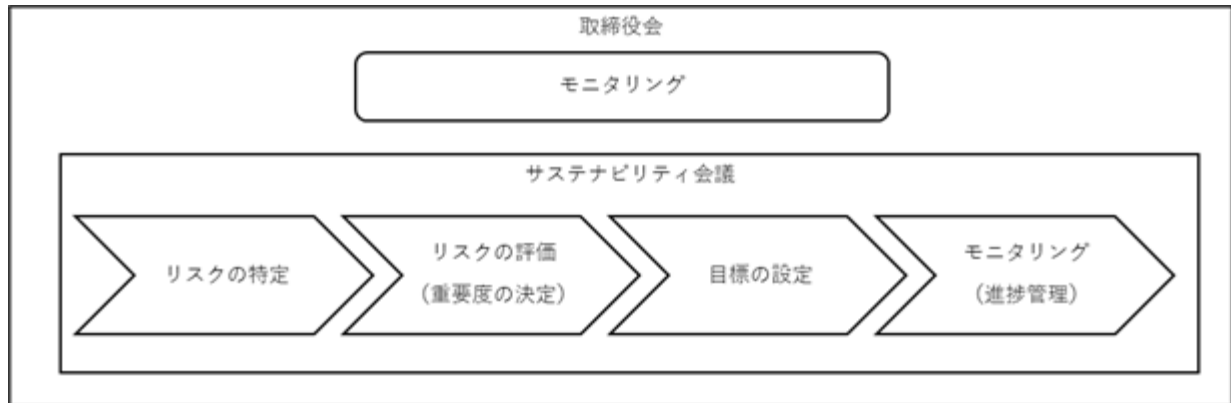 取締役会
モニタリング
サステナビリティ会議
リスクの特定
リスクの評価
（重要度の決定）
目標の設定
モニタリング
（進捗管理）